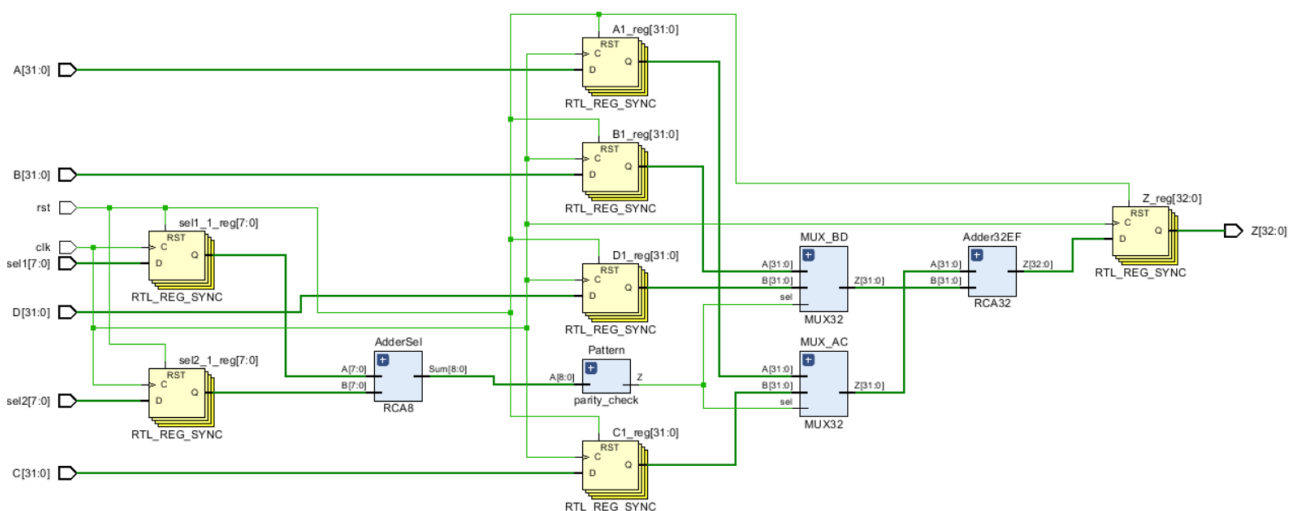 A1_reg[31:0]
RST
C
D
Q
RTL_REG_SYNC
A[31:0]
B1_reg[31:0]
RST
C
D
Q
RTL_REG_SYNC
B[31:0]
rst
clk
sel1[7:0]
sel1_1_reg[7:0]
RST
C
D
Q
RTL_REG_SYNC
D[31:0]
D1_reg[31:0]
RST
C
D
Q
RTL_REG_SYNC
MUX_BD
A[31:0]
B[31:0]
sel
Z[31:0]
MUX32
Adder32EF
A[31:0]
B[31:0]
Z[32:0]
RCA32
Z_reg[32:0]
RST
C
D
Q
RTL_REG_SYNC
Z[32:0]
sel2[7:0]
sel2_1_reg[7:0]
RST
C
D
Q
RTL_REG_SYNC
AdderSel
A[7:0]
B[7:0]
Sum[8:0]
RCA8
Pattern
A[8:0]
Z
parity_check
MUX_AC
A[31:0]
B[31:0]
sel
Z[31:0]
MUX32
C[31:0]
C1_reg[31:0]
RST
C
D
Q
RTL_REG_SYNC